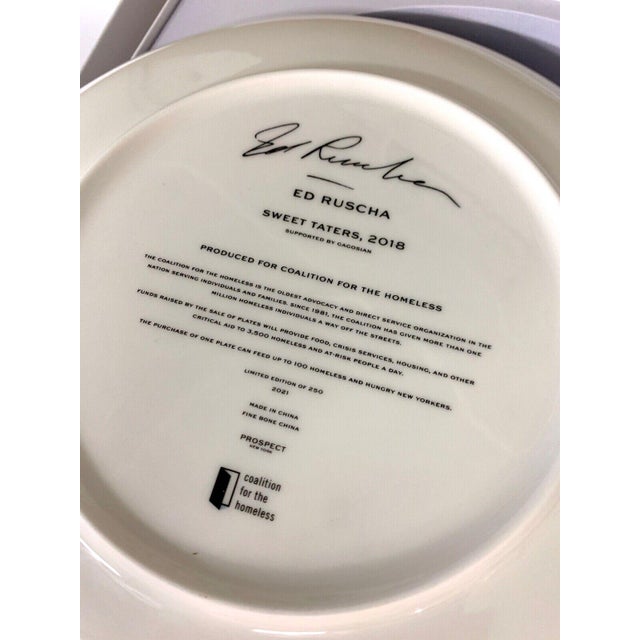 Ed Ruscha
ED RUSCHA
SWEET TATERS, 2018
SUPPORTED BY GAGOSIAN
PRODUCED FOR COALITION FOR THE HOMELESS
THE COALITION FOR THE HOMELESS IS THE OLDEST ADVOCACY AND DIRECT SERVICE ORGANIZATION IN THE
NATION SERVING INDIVIDUALS AND FAMILIES. SINCE 1981, THE COALITION HAS GIVEN MORE THAN ONE
MILLION HOMELESS INDIVIDUALS A WAY OFF THE STREETS.
FUNDS RAISED BY THE SALE OF PLATES WILL PROVIDE FOOD, CRISIS SERVICES, HOUSING, AND OTHER
CRITICAL AID TO 3,500 HOMELESS AND AT-RISK PEOPLE A DAY.
THE PURCHASE OF ONE PLATE CAN FEED UP TO 100 HOMELESS AND HUNGRY NEW YORKERS.
LIMITED EDITION OF 250
2021
MADE IN CHINA
FINE BONE CHINA
PROSPECT
NEW YORK
coalition
for the
homeless